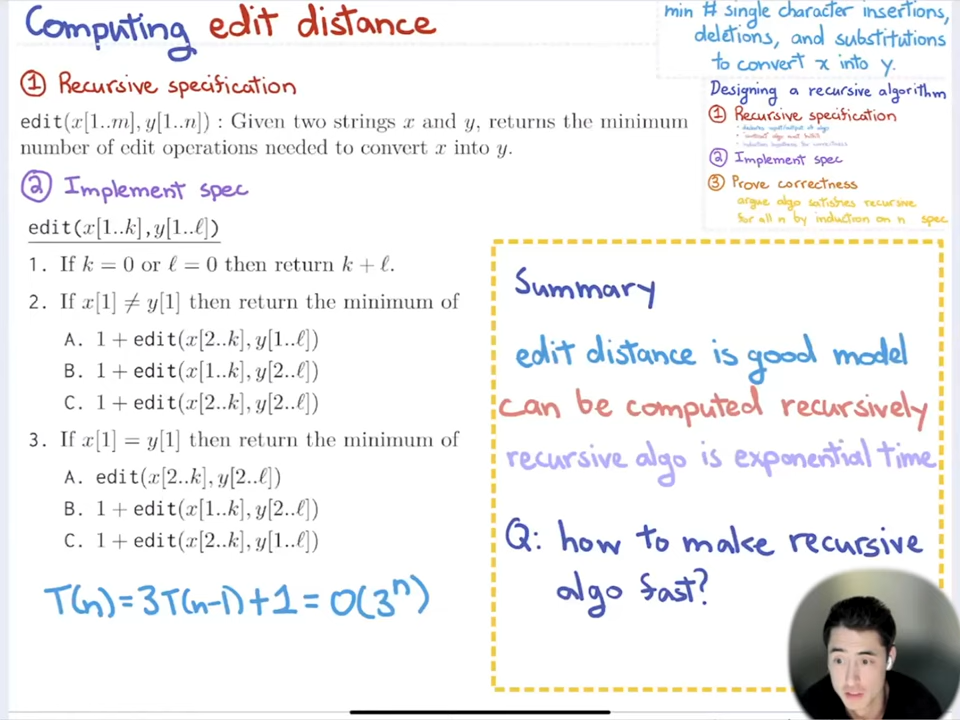 Computing edit distance
① Recursive specification
edit(x[1..m], y[1..n]) : Given two strings x and y, returns the minimum
number of edit operations needed to convert x into y.
② Implement spec
edit(x[1..k], y[1..ℓ])
1. If k = 0 or ℓ = 0 then return k + ℓ.
2. If x[1] ≠ y[1] then return the minimum of
A. 1 + edit(x[2..k], y[1..ℓ])
B. 1 + edit(x[1..k], y[2..ℓ])
C. 1 + edit(x[2..k], y[2..ℓ])
3. If x[1] = y[1] then return the minimum of
A. edit(x[2..k], y[2..ℓ])
B. 1 + edit(x[1..k], y[2..ℓ])
C. 1 + edit(x[2..k], y[1..ℓ])
T(n) = 3T(n-1) + 1 = O(3ⁿ)
min # single character insertions,
deletions, and substitutions
to convert x into y.
Designing a recursive algorithm
① Recursive specification
② Implement spec
③ Prove correctness
argue algo satisfies recursive
for all n by induction on n spec
Summary
edit distance is good model
can be computed recursively
recursive algo is exponential time
Q: how to make recursive
algo fast?